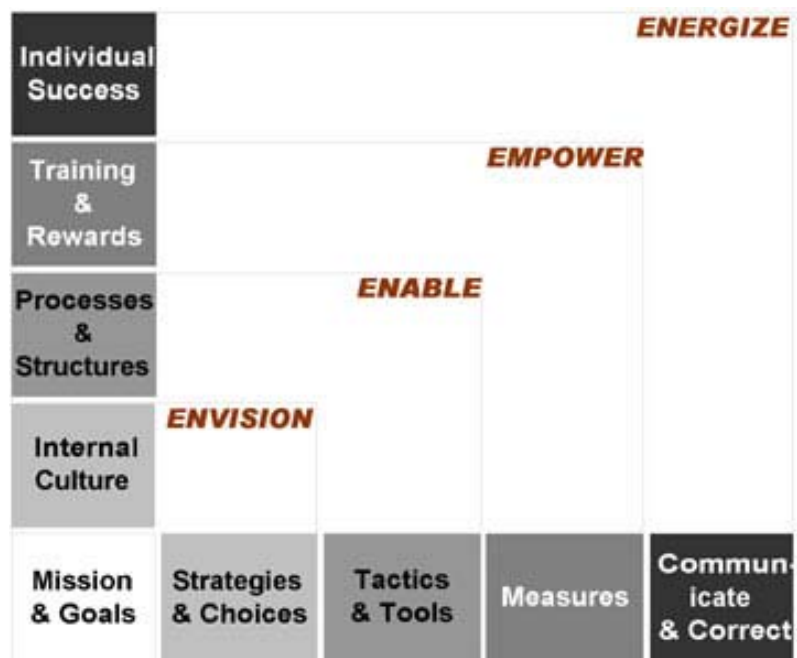 ENERGIZE
Individual
Success
EMPOWER
Training
&
Rewards
ENABLE
Processes
&
Structures
ENVISION
Internal
Culture
Mission
& Goals
Strategies
& Choices
Tactics
& Tools
Measures
Commun-
icate
& Correct